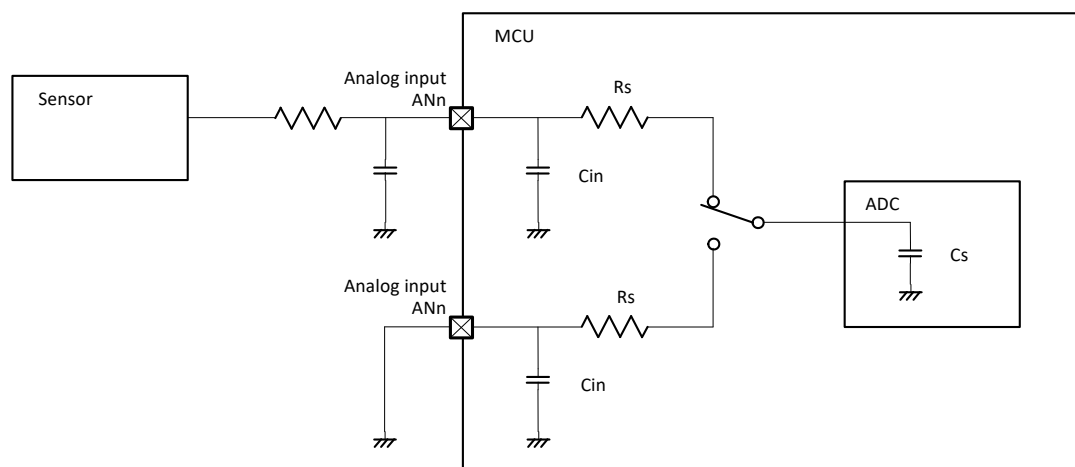 MCU
Sensor
Analog input
ANn
Rs
Cin
ADC
Cs
Analog input
ANn
Rs
Cin